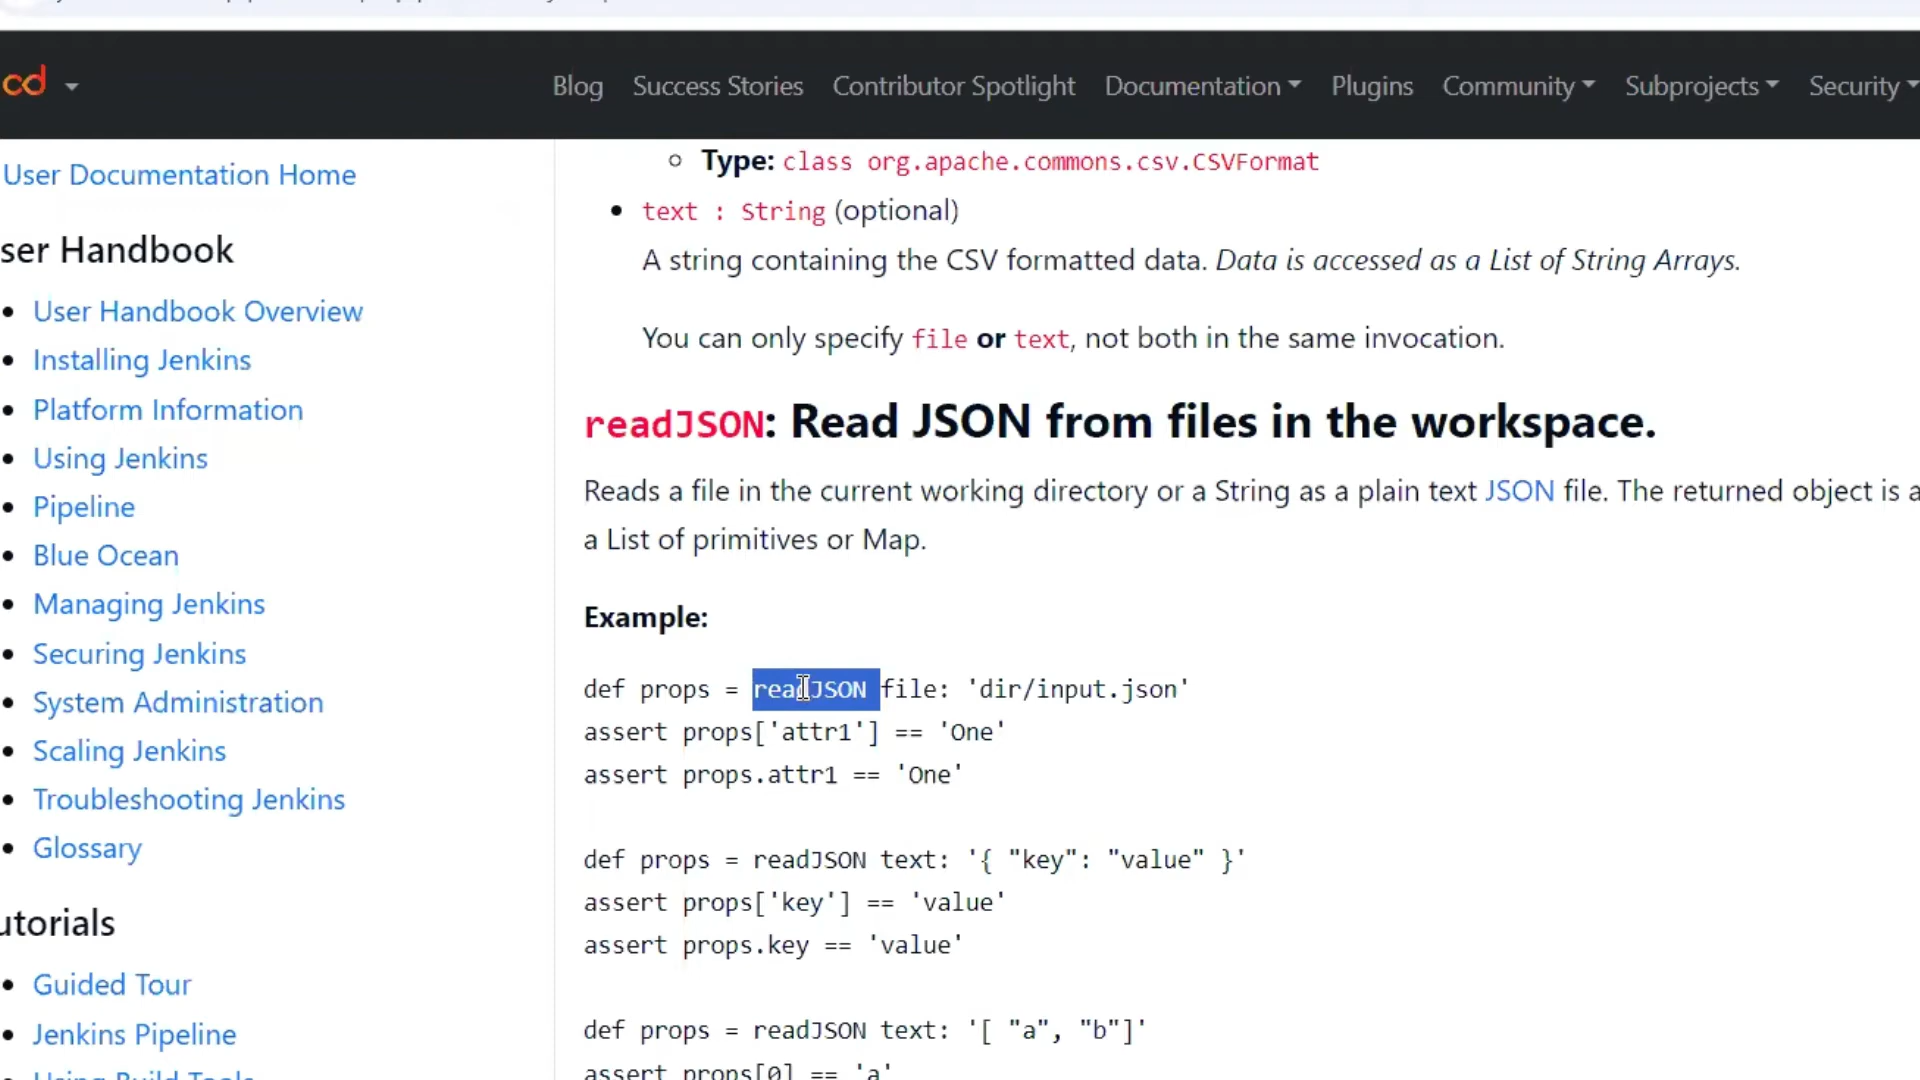 cd
Blog Success Stories Contributor Spotlight Documentation Plugins Community Subprojects Security
User Documentation Home
ser Handbook
User Handbook Overview
Installing Jenkins
Platform Information
Using Jenkins
Pipeline
Blue Ocean
Managing Jenkins
Securing Jenkins
System Administration
Scaling Jenkins
Troubleshooting Jenkins
Glossary
utorials
Guided Tour
Jenkins Pipeline
Using Build Tools
Type: class org.apache.commons.csv.CSVFormat
text : String (optional)
A string containing the CSV formatted data. Data is accessed as a List of String Arrays.
You can only specify file or text, not both in the same invocation.
readJSON: Read JSON from files in the workspace.
Reads a file in the current working directory or a String as a plain text JSON file. The returned object is a
a List of primitives or Map.
Example:
def props = readJSON file: 'dir/input.json'
assert props['attr1'] == 'One'
assert props.attr1 == 'One'
def props = readJSON text: '{ "key": "value" }'
assert props['key'] == 'value'
assert props.key == 'value'
def props = readJSON text: '[ "a", "b"]'
assert props[0] == 'a'